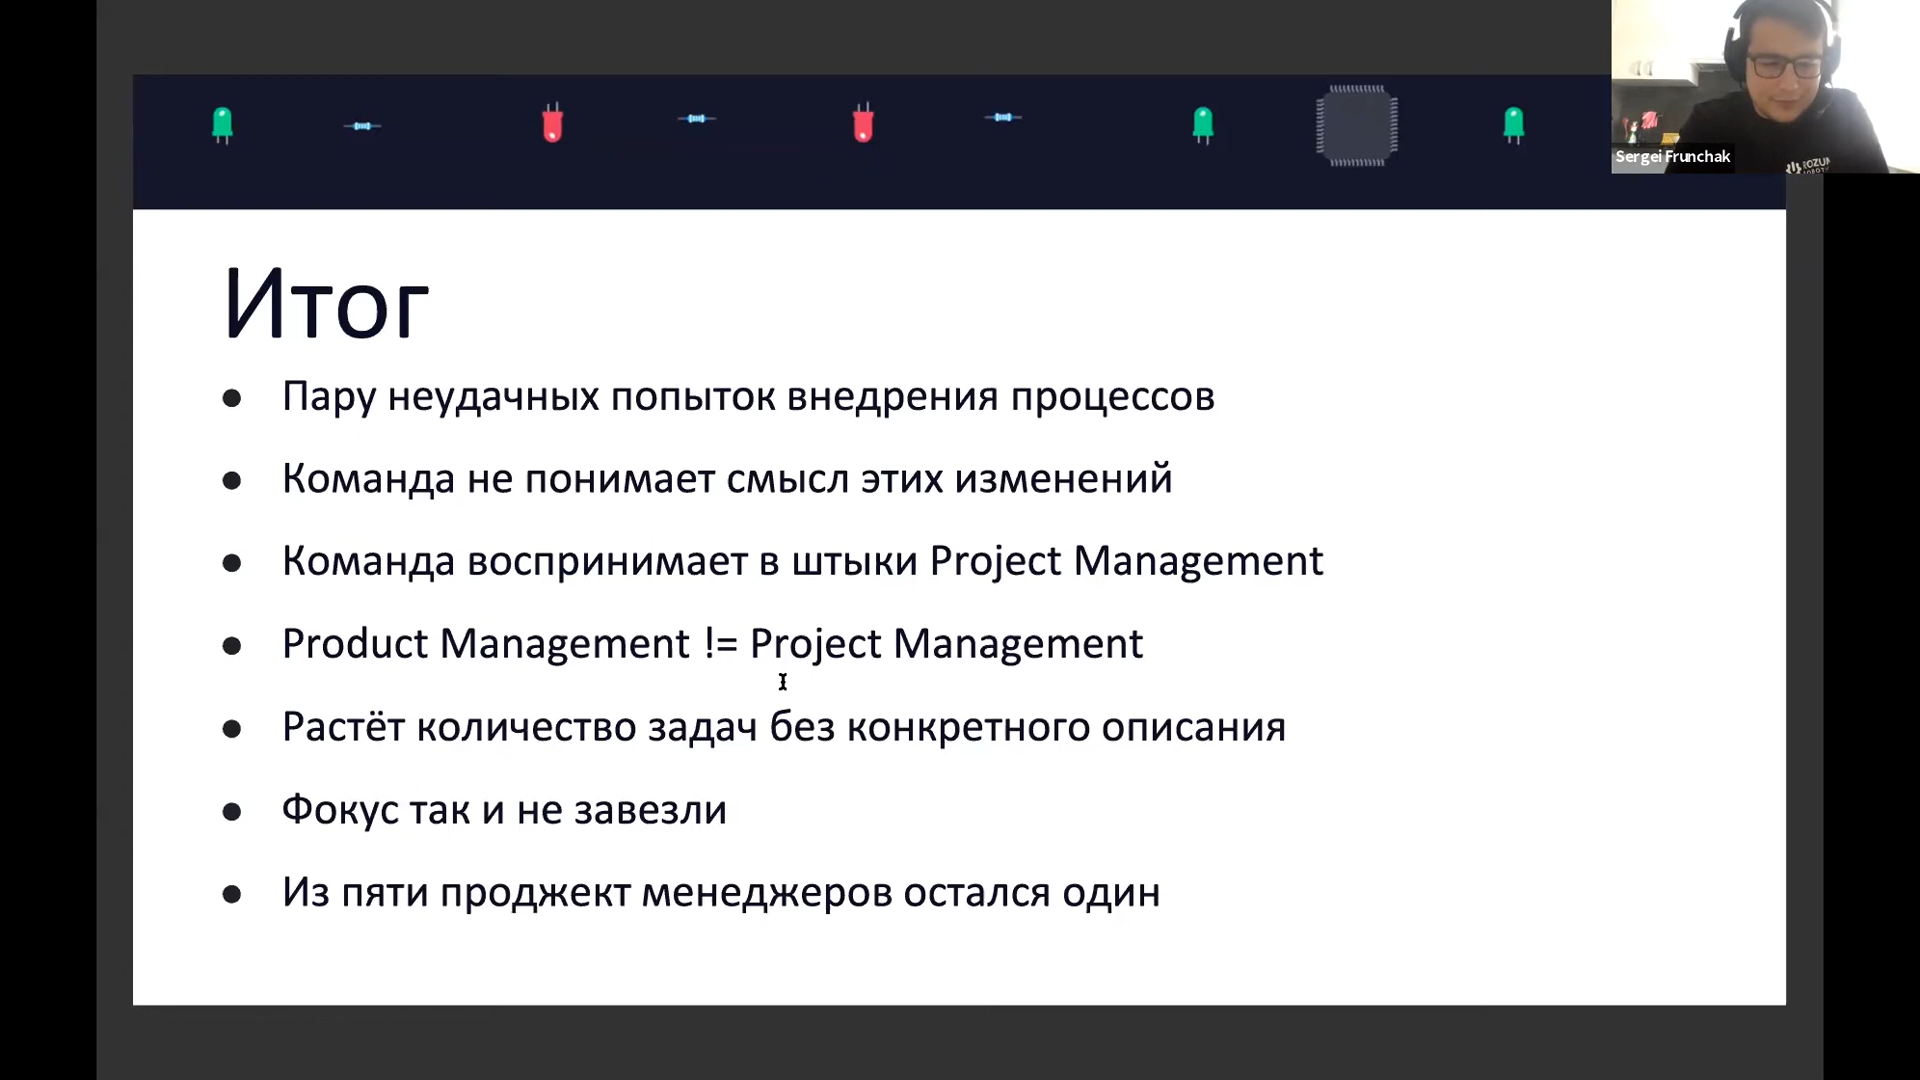 Sergei Frunchak
ROZUM
Итог
Пару неудачных попыток внедрения процессов
Команда не понимает смысл этих изменений
Команда воспринимает в штыки Project Management
Product Management != Project Management
Растёт количество задач без конкретного описания
Фокус так и не завезли
Из пяти проджект менеджеров остался один